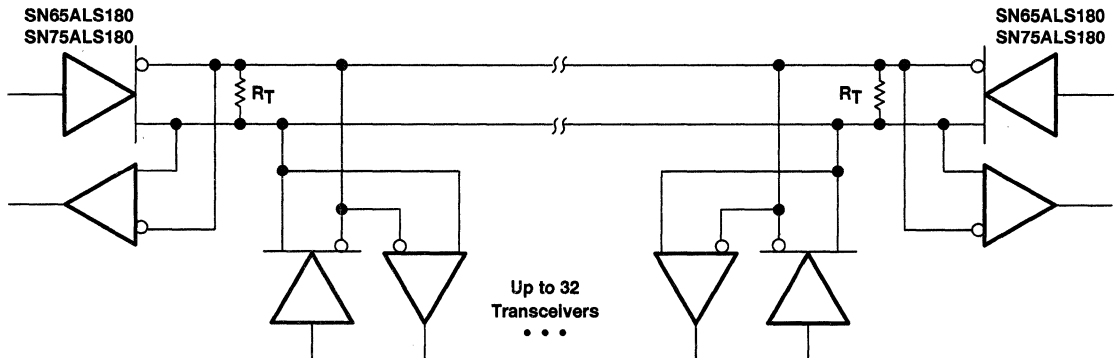 SN65ALS180
SN75ALS180
SN65ALS180
SN75ALS180
RT
RT
Up to 32
Transceivers
• • •